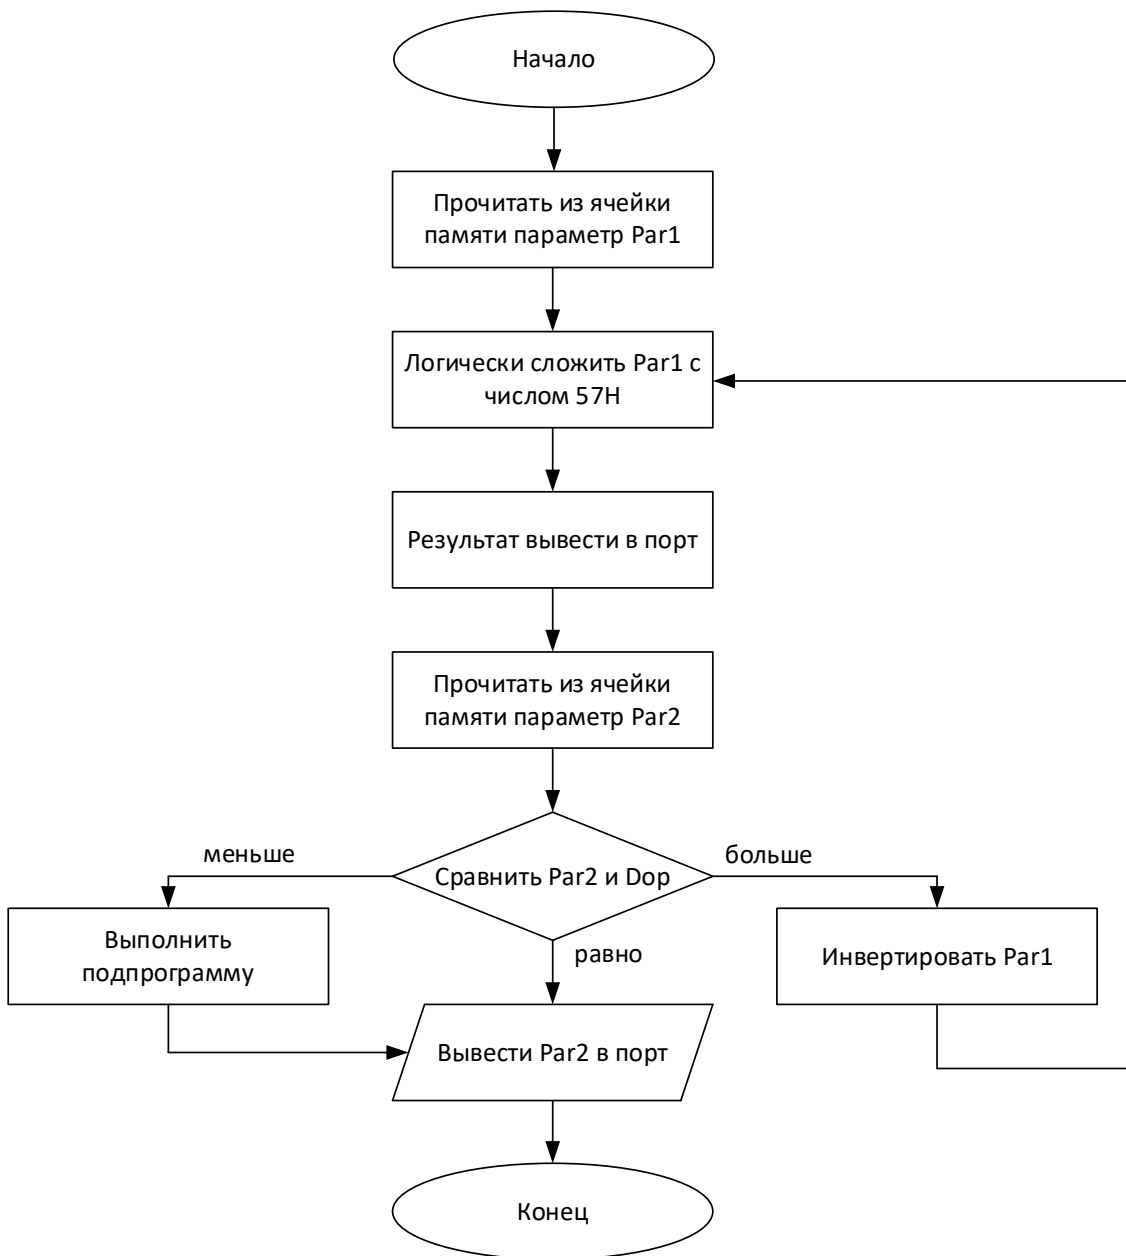 Начало
Прочитать из ячейки
памяти параметр Par1
Логически сложить Par1 с
числом 57H
Результат вывести в порт
Прочитать из ячейки
памяти параметр Par2
меньше
Сравнить Par2 и Dop
больше
Выполнить
подпрограмму
равно
Инвертировать Par1
Вывести Par2 в порт
Конец